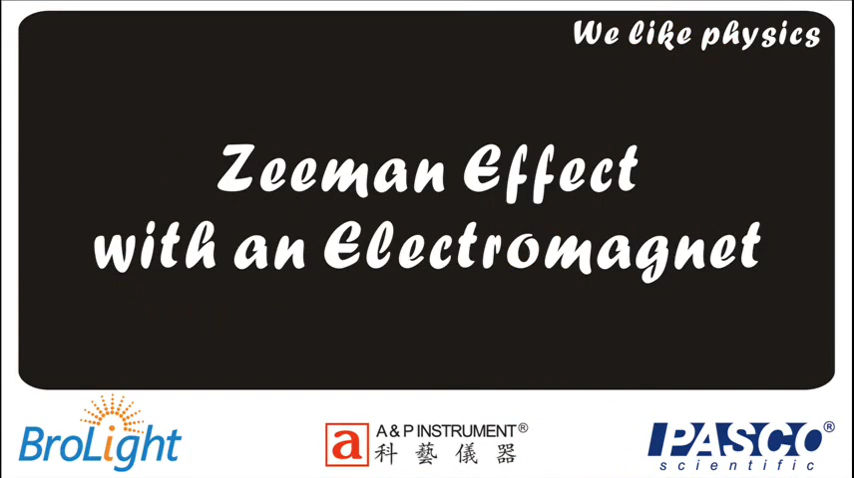 We like physics
Zeeman Effect
with an Electromagnet
BroLight
a A & P INSTRUMENT®
科藝儀器
PASCO®
scientific